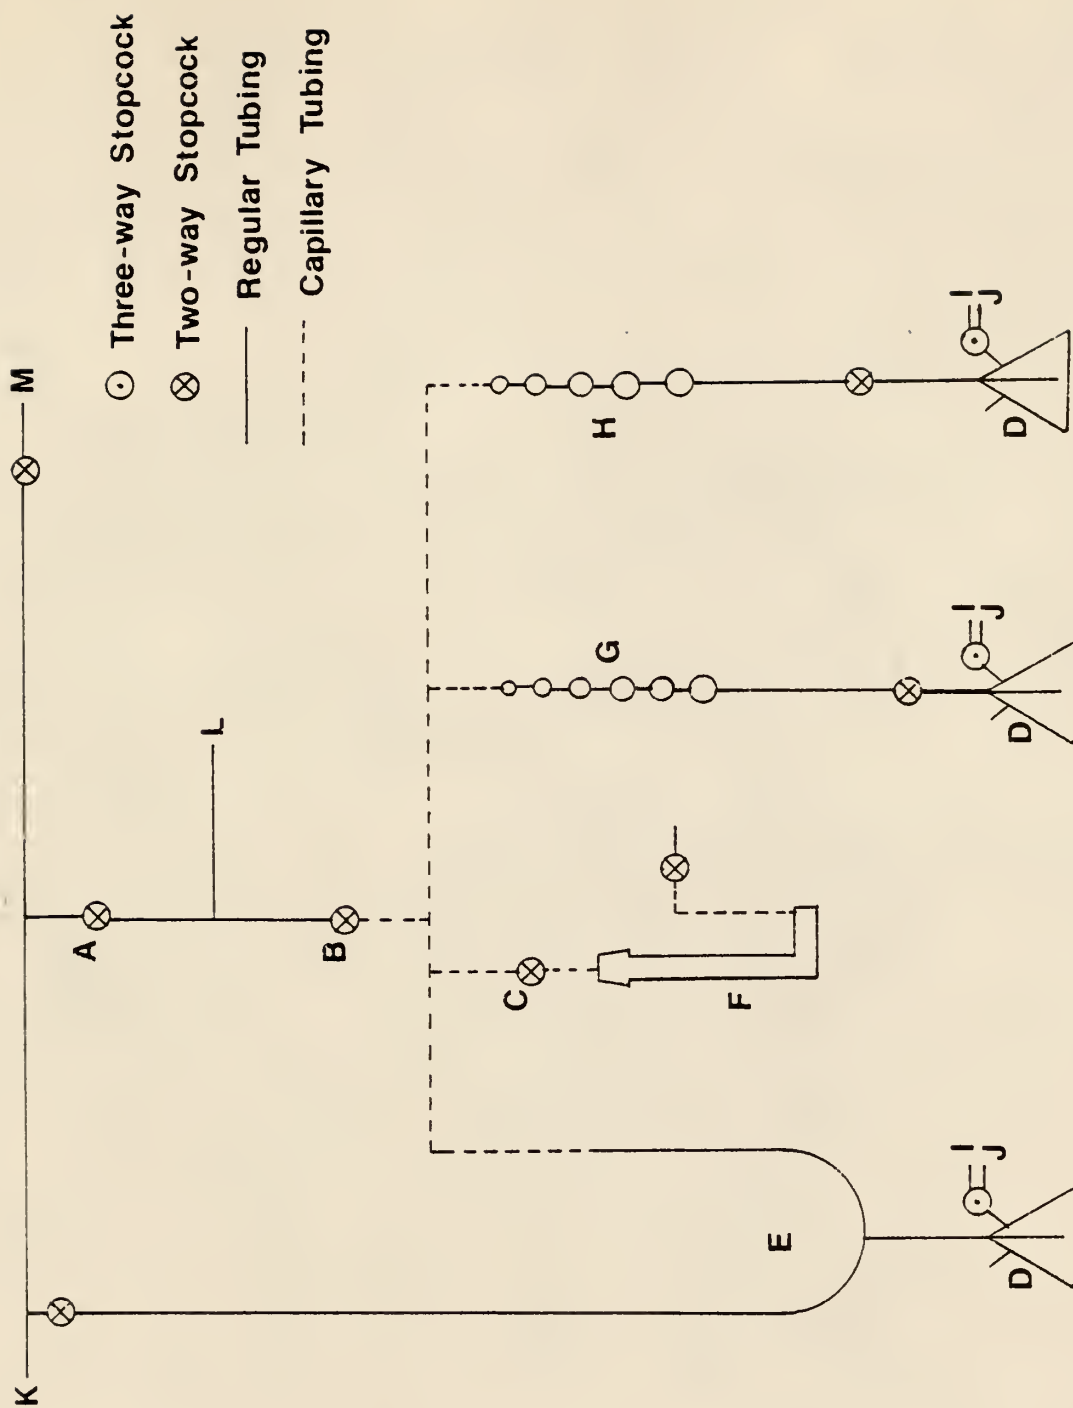 Three-way Stopcock
Two-way Stopcock
Regular Tubing
Capillary Tubing
K
M
A
L
B
C
F
E
G
H
D
I
J
D
I
J
D
I
J